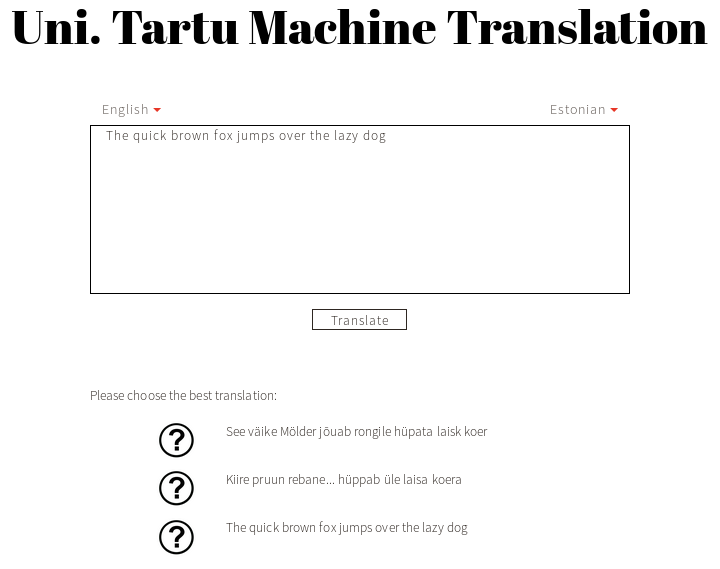 Uni. Tartu Machine Translation
English Estonian
The quick brown fox jumps over the lazy dog
Translate
Please choose the best translation:
? See väike Mölder jõuab rongile hüpata laisk koer
? Kiire pruun rebane... hüppab üle laisa koera
? The quick brown fox jumps over the lazy dog